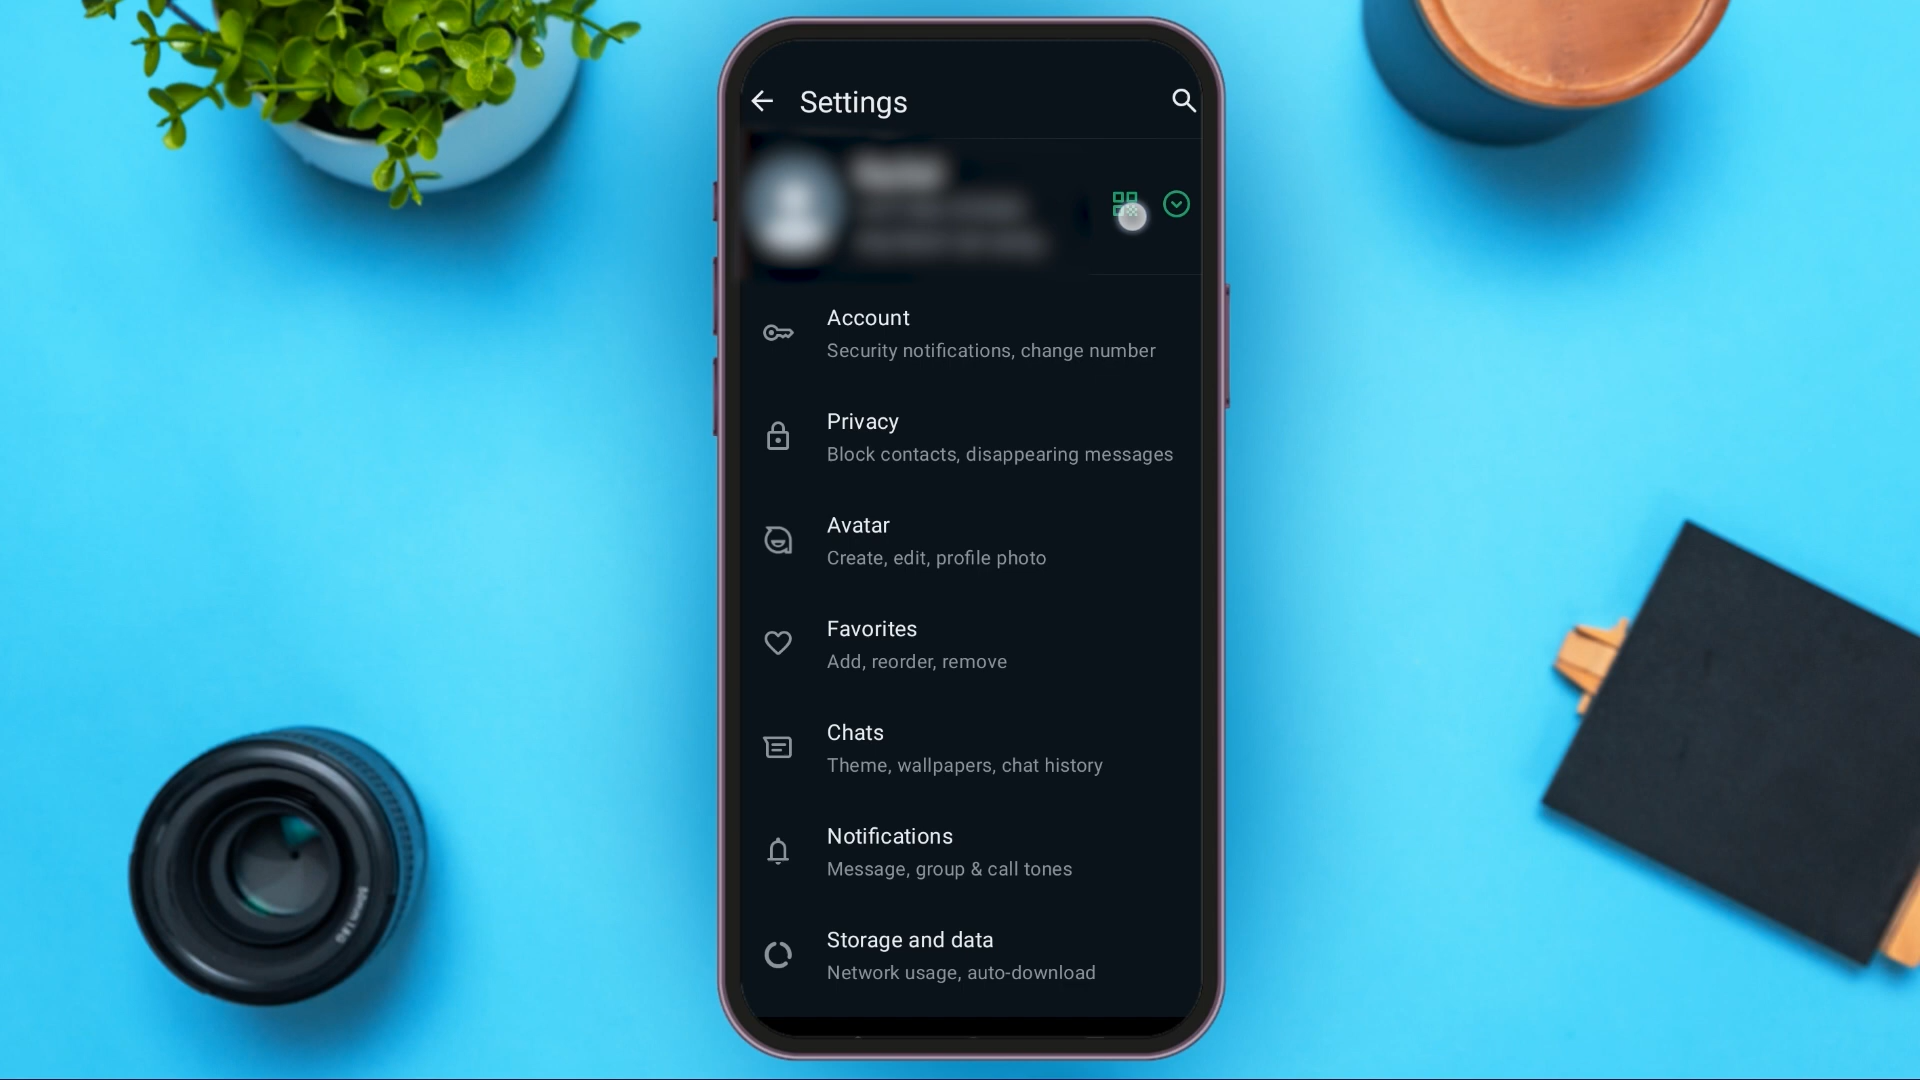 Settings
Account
Security notifications, change number
Privacy
Block contacts, disappearing messages
Avatar
Create, edit, profile photo
Favorites
Add, reorder, remove
Chats
Theme, wallpapers, chat history
Notifications
Message, group & call tones
Storage and data
Network usage, auto-download